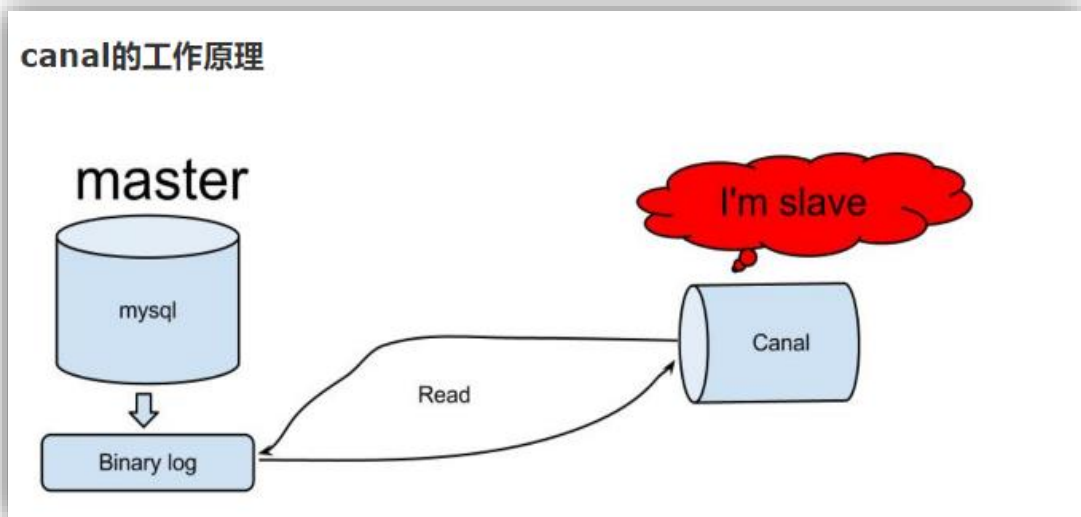 canal的工作原理
master
I'm slave
mysql
Canal
Read
Binary log